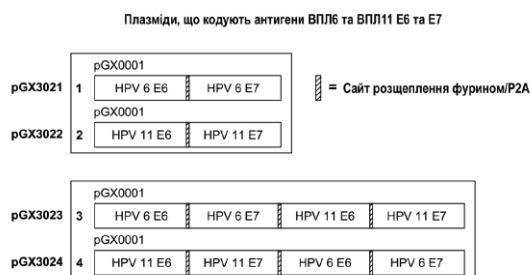 Плазміди, що кодують антигени ВПЛ6 та ВПЛ11 E6 та E7
pGX0001
pGX3021 1 HPV 6 E6 HPV 6 E7
= Сайт розщеплення фурином/P2A
pGX0001
pGX3022 2 HPV 11 E6 HPV 11 E7
pGX0001
pGX3023 3 HPV 6 E6 HPV 6 E7 HPV 11 E6 HPV 11 E7
pGX0001
pGX3024 4 HPV 11 E6 HPV 11 E7 HPV 6 E6 HPV 6 E7